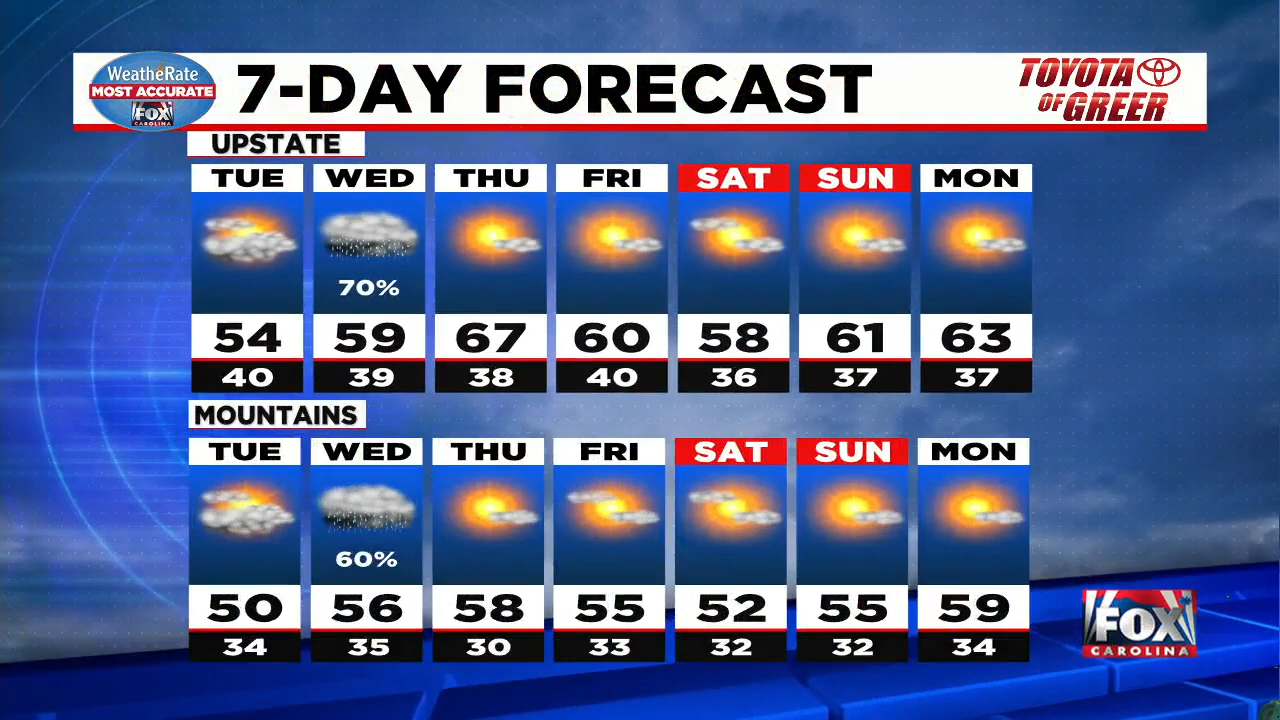 WeatheRate
MOST ACCURATE
FOX
CAROLINA
7-DAY FORECAST
TOYOTA
OF GREER
UPSTATE
TUE WED THU FRI SAT SUN MON
70%
54 59 67 60 58 61 63
40 39 38 40 36 37 37
MOUNTAINS
TUE WED THU FRI SAT SUN MON
60%
50 56 58 55 52 55 59
34 35 30 33 32 32 34
FOX
CAROLINA